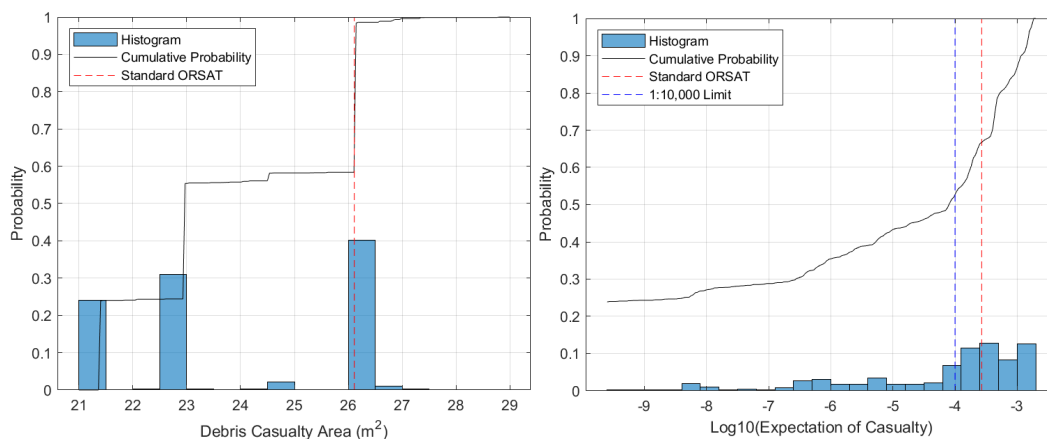 Histogram
Cumulative Probability
Standard ORSAT
Probability
1
0.9
0.8
0.7
0.6
0.5
0.4
0.3
0.2
0.1
0
21 22 23 24 25 26 27 28 29
Debris Casualty Area (m²)
Histogram
Cumulative Probability
Standard ORSAT
1:10,000 Limit
Probability
1
0.9
0.8
0.7
0.6
0.5
0.4
0.3
0.2
0.1
0
-9 -8 -7 -6 -5 -4 -3
Log10(Expectation of Casualty)